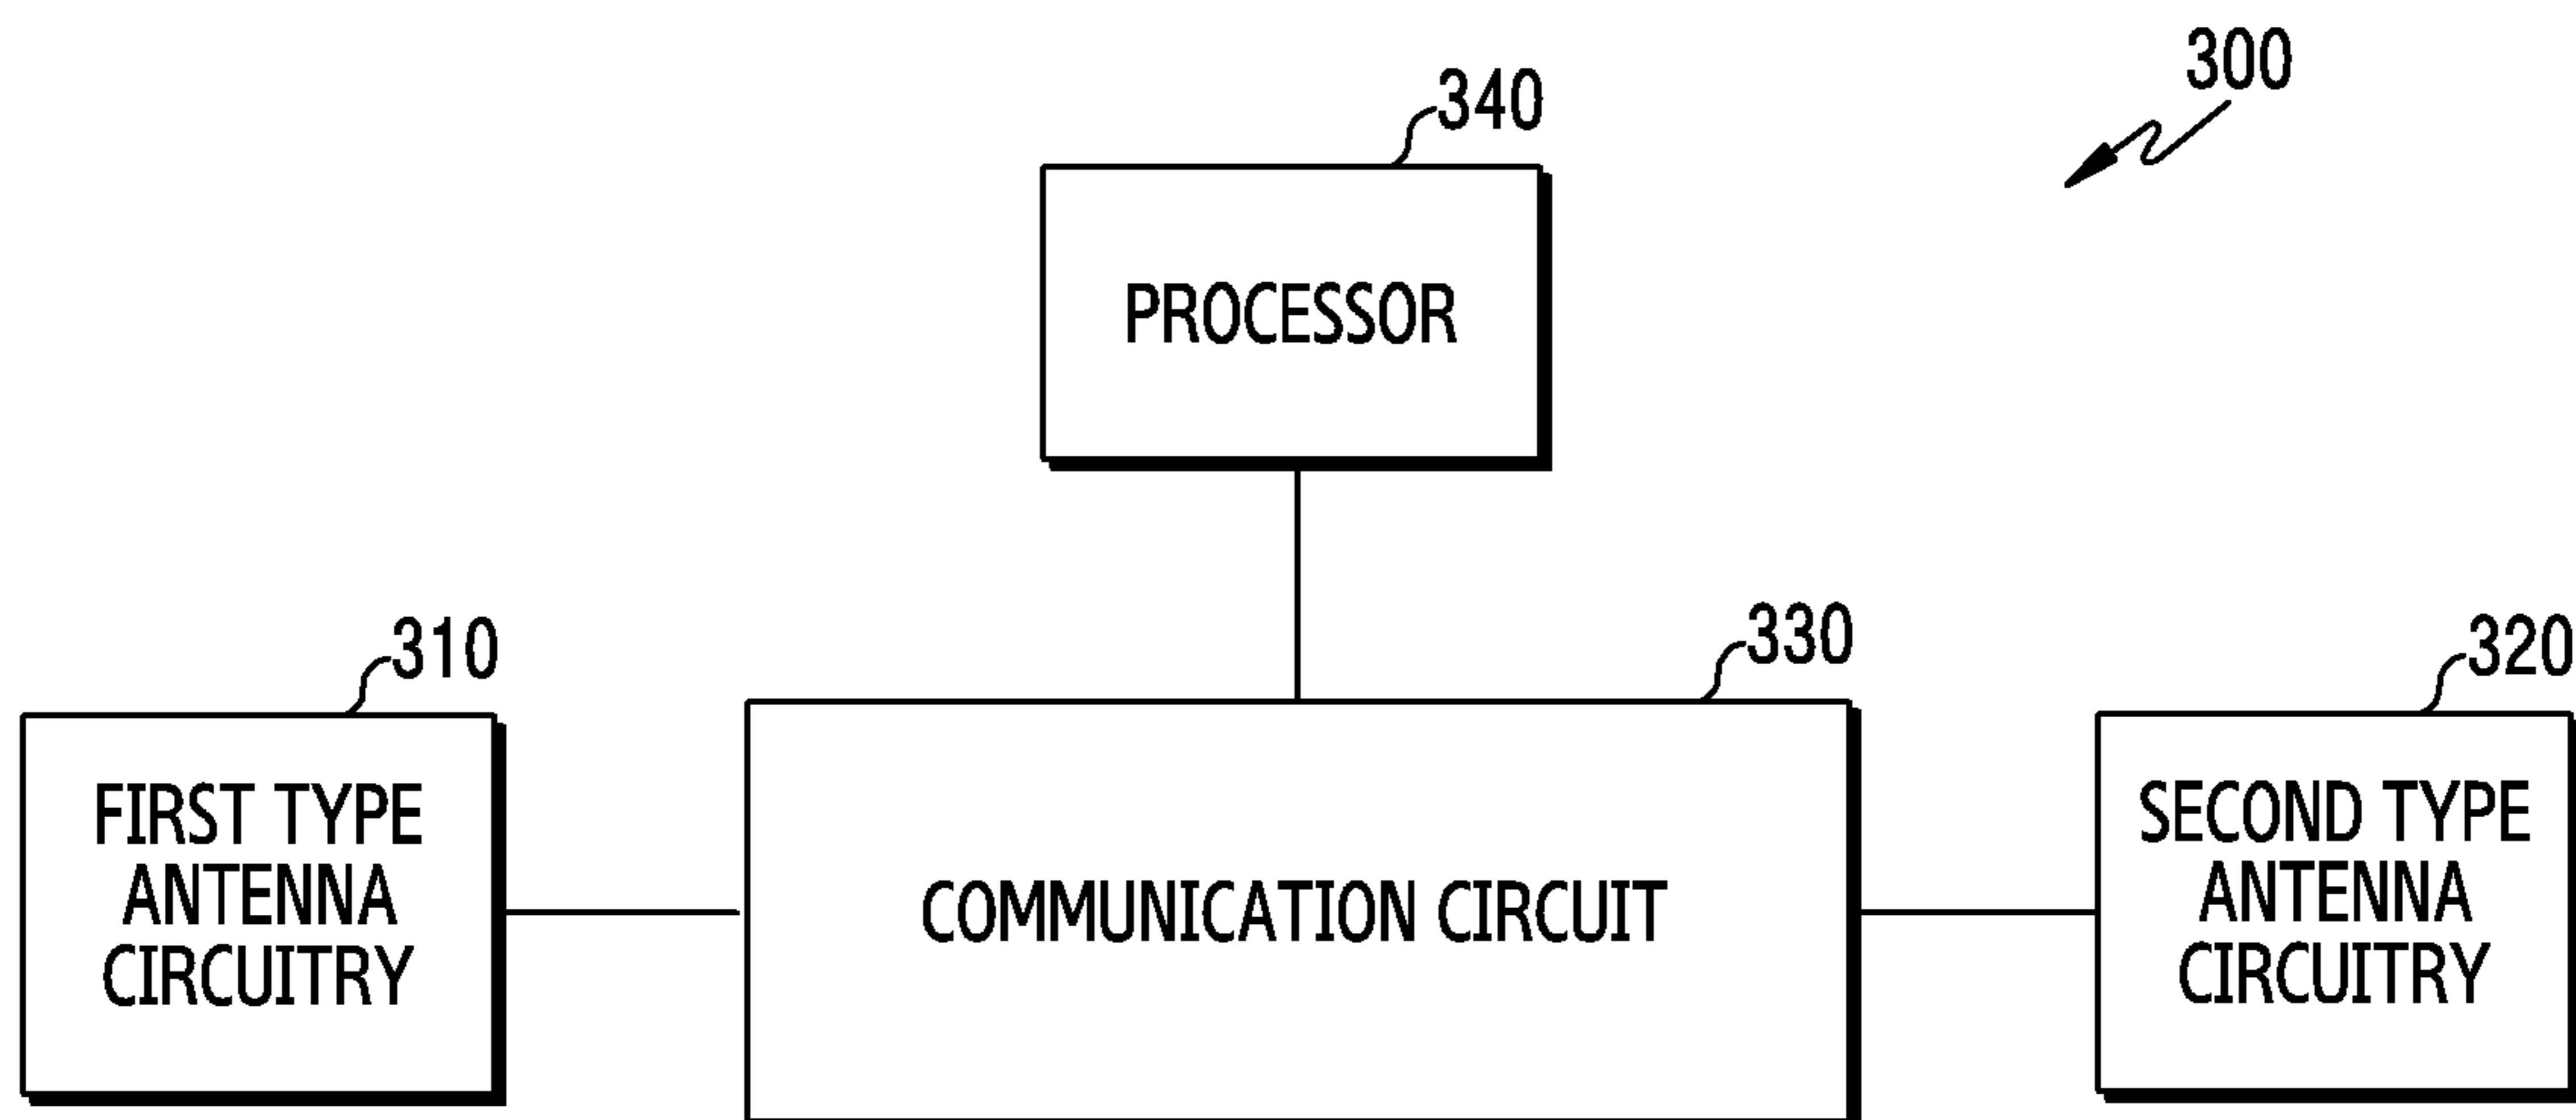 300
340
PROCESSOR
310
330
320
FIRST TYPE
ANTENNA
CIRCUITRY
COMMUNICATION CIRCUIT
SECOND TYPE
ANTENNA
CIRCUITRY